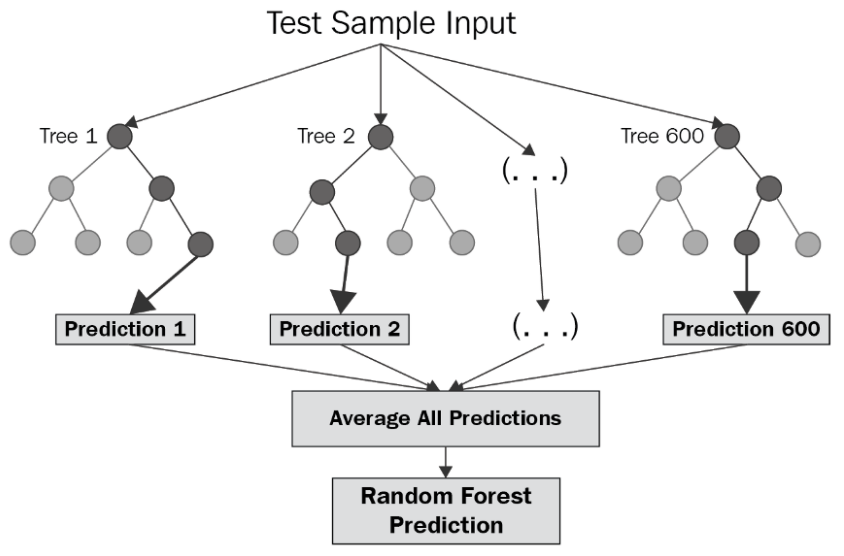 Test Sample Input
Tree 1
Tree 2
(. . .)
Tree 600
Prediction 1
Prediction 2
(. . .)
Prediction 600
Average All Predictions
Random Forest
Prediction